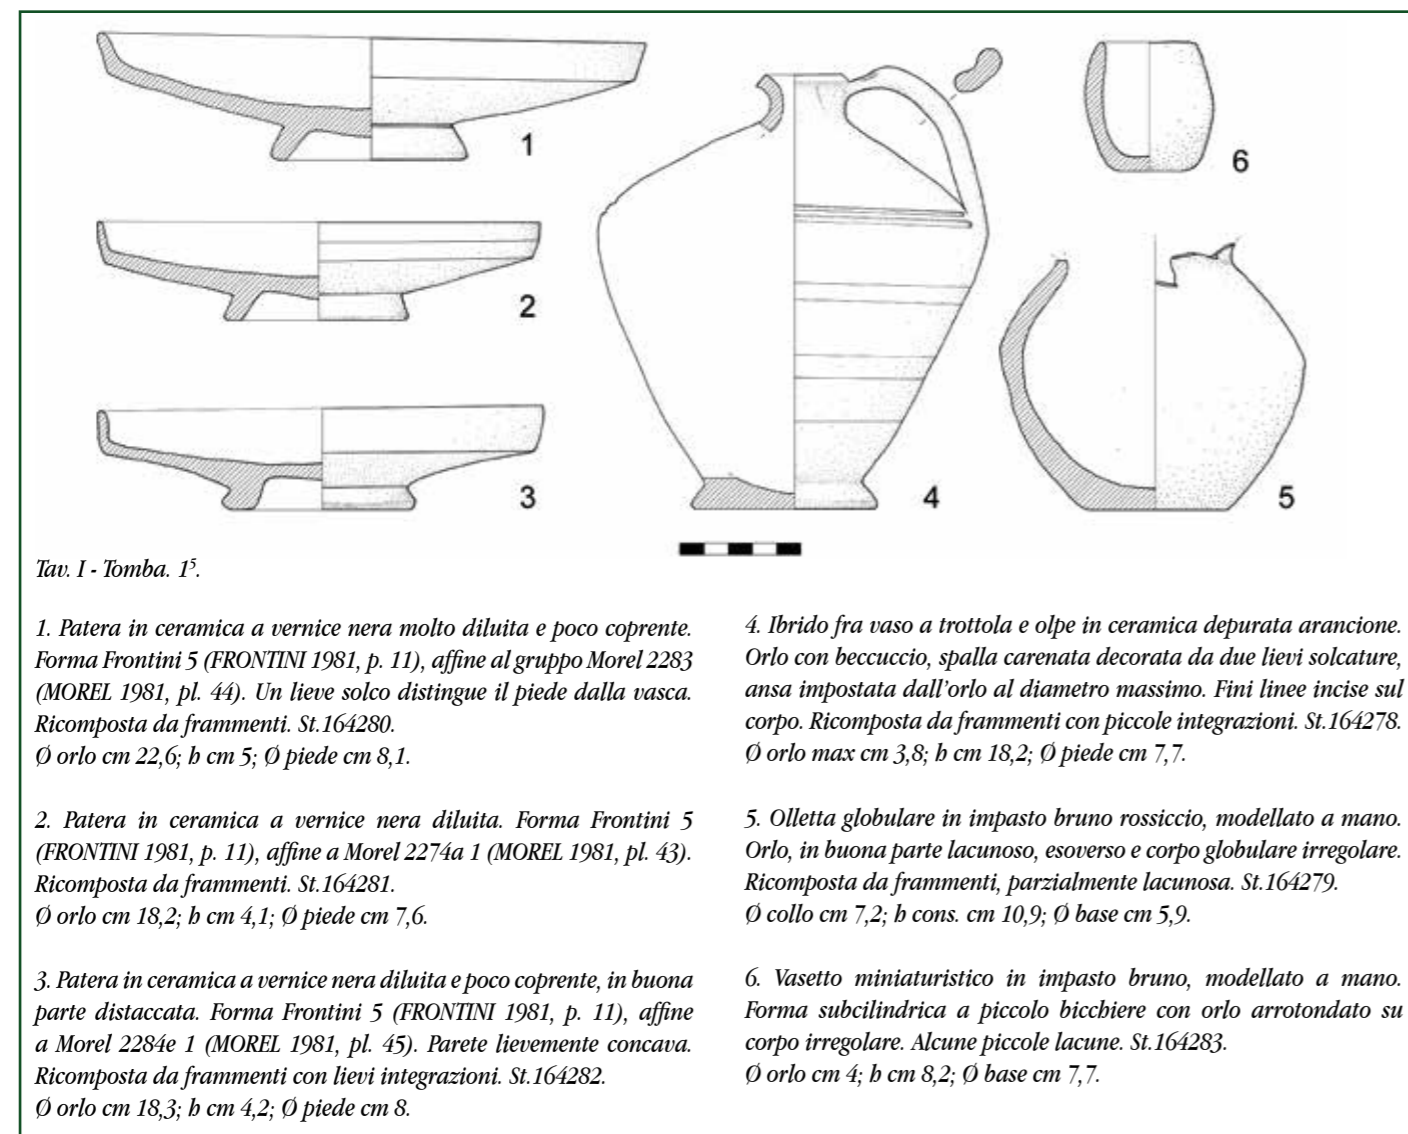 1
2
3
4
5
6
Tav. I - Tomba. 1⁵.
1. Patera in ceramica a vernice nera molto diluita e poco coprente.
Forma Frontini 5 (FRONTINI 1981, p. 11), affine al gruppo Morel 2283
(MOREL 1981, pl. 44). Un lieve solco distingue il piede dalla vasca.
Ricomposta da frammenti. St.164280.
Ø orlo cm 22,6; h cm 5; Ø piede cm 8,1.
2. Patera in ceramica a vernice nera diluita. Forma Frontini 5
(FRONTINI 1981, p. 11), affine a Morel 2274a 1 (MOREL 1981, pl. 43).
Ricomposta da frammenti. St.164281.
Ø orlo cm 18,2; h cm 4,1; Ø piede cm 7,6.
3. Patera in ceramica a vernice nera diluita e poco coprente, in buona
parte distaccata. Forma Frontini 5 (FRONTINI 1981, p. 11), affine
a Morel 2284e 1 (MOREL 1981, pl. 45). Parete lievemente concava.
Ricomposta da frammenti con lievi integrazioni. St.164282.
Ø orlo cm 18,3; h cm 4,2; Ø piede cm 8.
4. Ibrido fra vaso a trottola e olpe in ceramica depurata arancione.
Orlo con beccuccio, spalla carenata decorata da due lievi solcature,
ansa impostata dall'orlo al diametro massimo. Fini linee incise sul
corpo. Ricomposta da frammenti con piccole integrazioni. St.164278.
Ø orlo max cm 3,8; h cm 18,2; Ø piede cm 7,7.
5. Olletta globulare in impasto bruno rossiccio, modellato a mano.
Orlo, in buona parte lacunoso, esoverso e corpo globulare irregolare.
Ricomposta da frammenti, parzialmente lacunosa. St.164279.
Ø collo cm 7,2; h cons. cm 10,9; Ø base cm 5,9.
6. Vasetto miniaturistico in impasto bruno, modellato a mano.
Forma subcilindrica a piccolo bicchiere con orlo arrotondato su
corpo irregolare. Alcune piccole lacune. St.164283.
Ø orlo cm 4; h cm 8,2; Ø base cm 7,7.